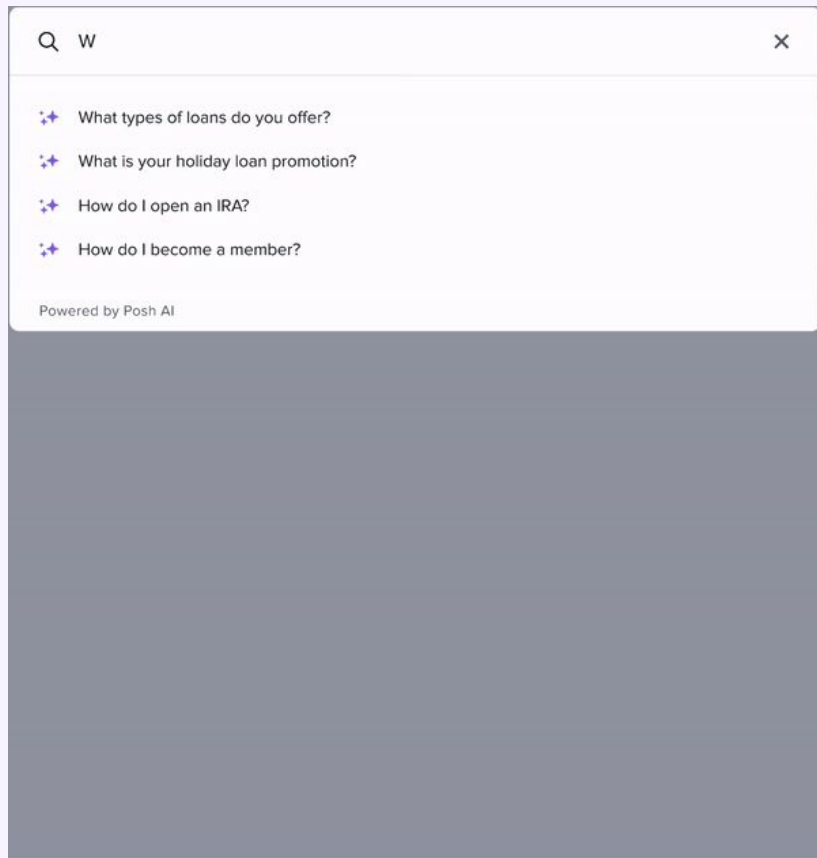 W
What types of loans do you offer?
What is your holiday loan promotion?
How do I open an IRA?
How do I become a member?
Powered by Posh AI